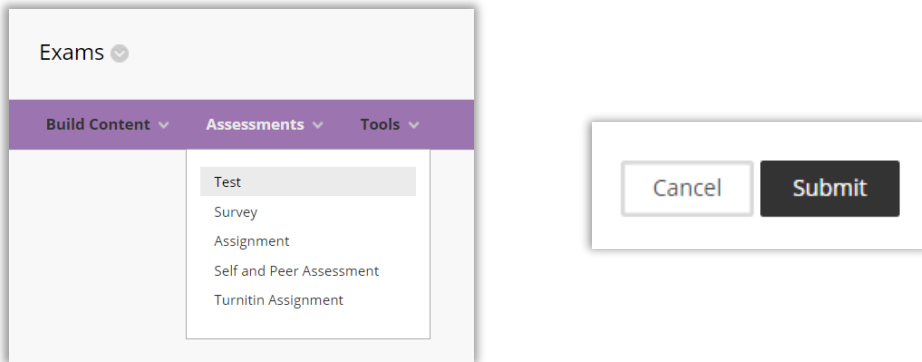 Exams
Build Content Assessments Tools
Test
Survey
Assignment
Self and Peer Assessment
Turnitin Assignment
Cancel Submit